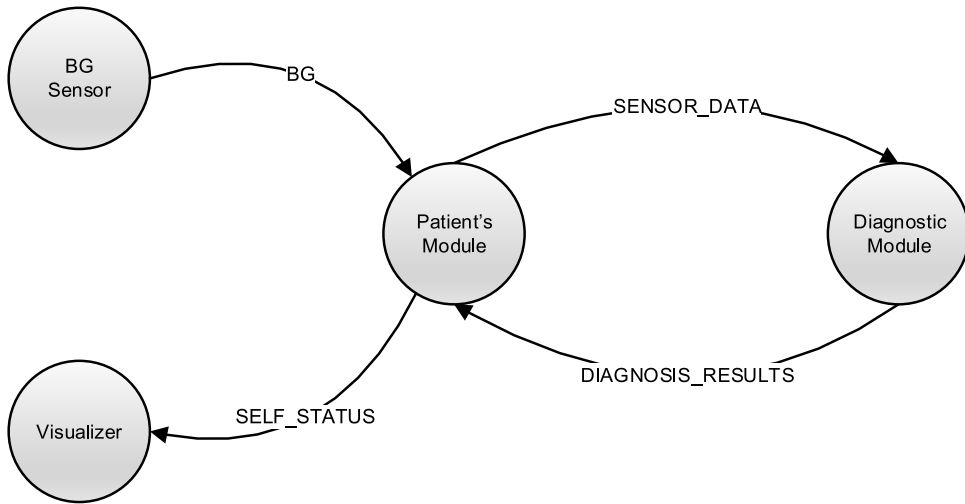 BG
Sensor
BG
SENSOR_DATA
Patient's
Module
Diagnostic
Module
DIAGNOSIS_RESULTS
SELF_STATUS
Visualizer